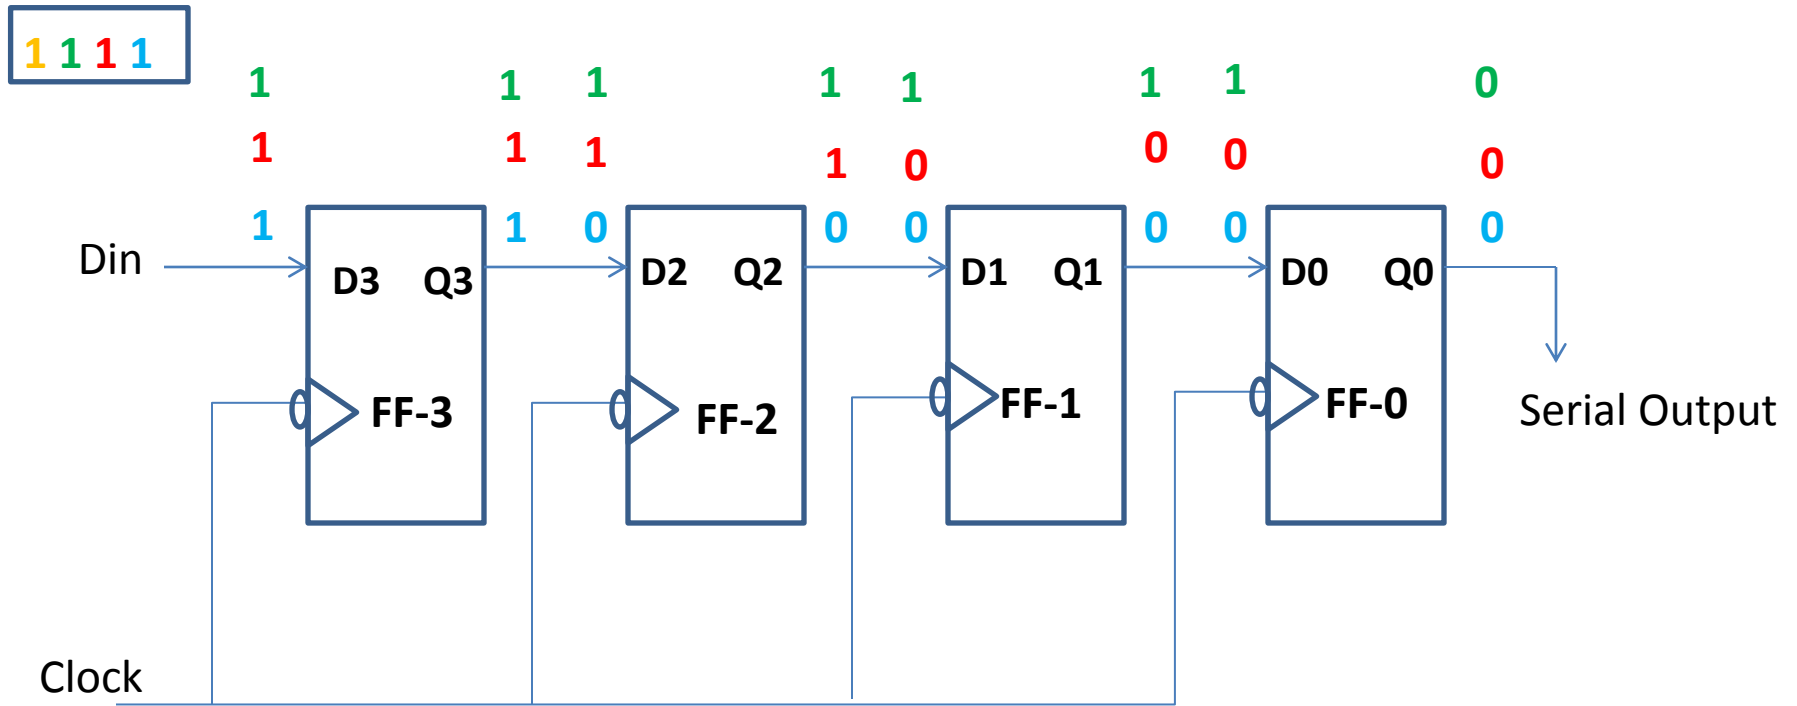 1 1 1 1
1 1 1 1 1 1 1 0
1 1 1 1 0 0 0 0
1 1 0 0 0 0 0 0
Din D3 Q3 D2 Q2 D1 Q1 D0 Q0
FF-3 FF-2 FF-1 FF-0 Serial Output
Clock